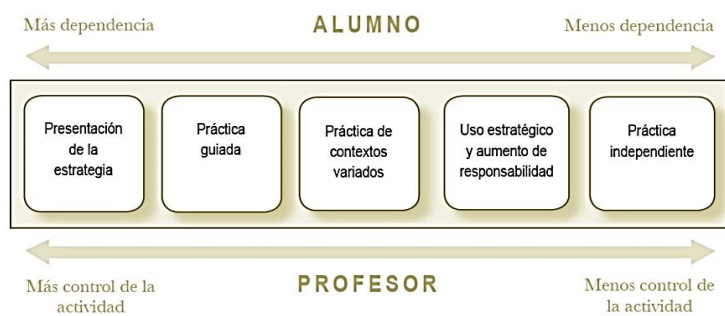 Más dependencia
ALUMNO
Menos dependencia
Presentación
de la
estrategia
Práctica
guiada
Práctica de
contextos
variados
Uso estratégico
y aumento de
responsabilidad
Práctica
independiente
Más control de la
actividad
PROFESOR
Menos control de
la actividad